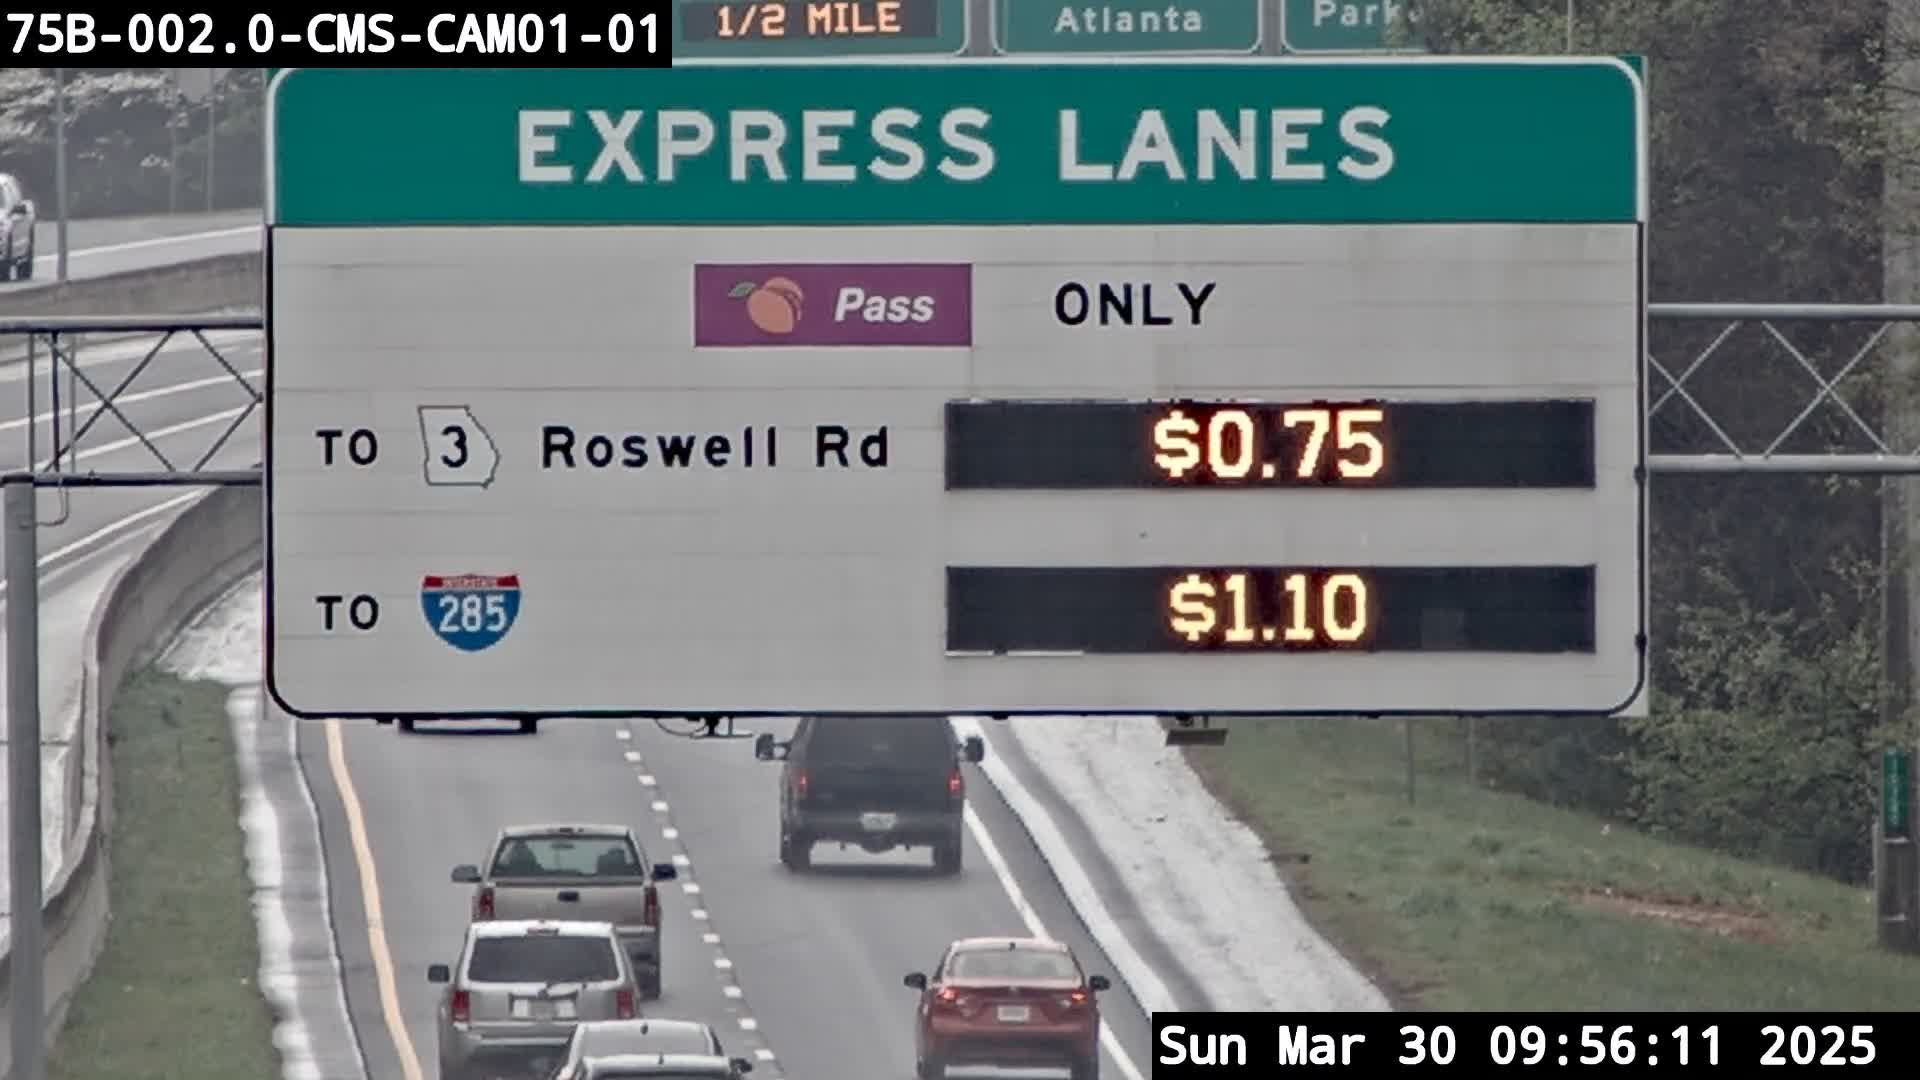 75B-002.0-CMS-CAM01-01
1/2 MILE
Atlanta
EXPRESS LANES
Pass ONLY
TO 3 Roswell Rd $0.75
INTERSTATE
TO 285 $1.10
Sun Mar 30 09:56:11 2025